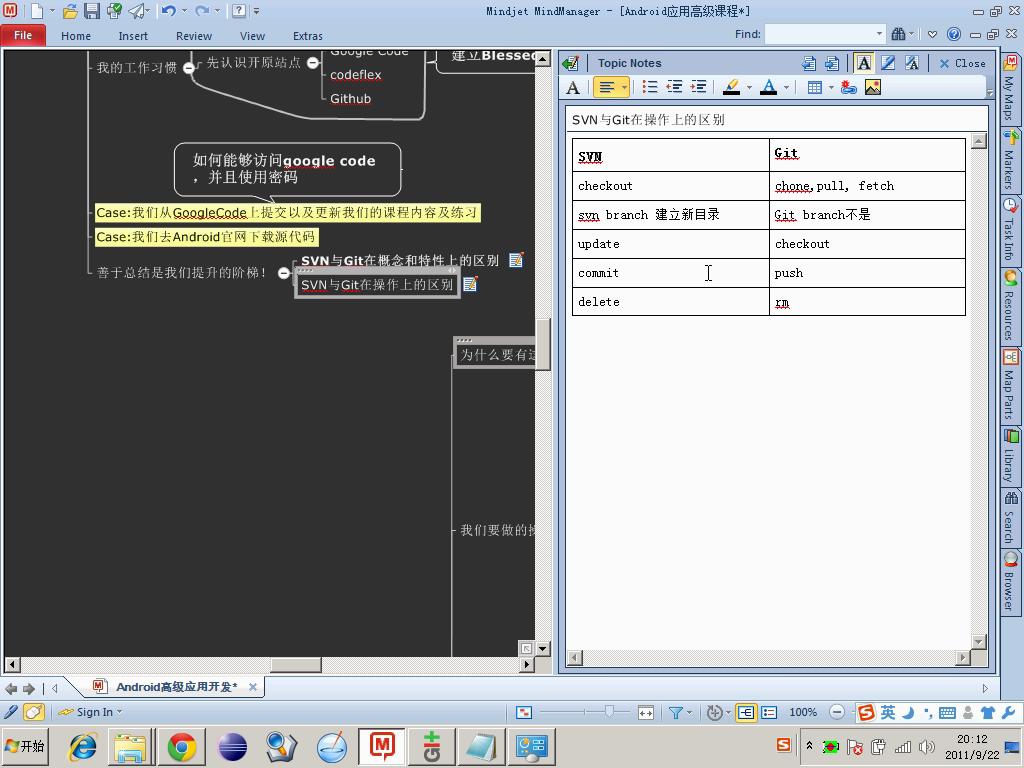 Mindjet MindManager - [Android应用高级课程*]
File
Home
Insert
Review
View
Extras
Find:
我的工作习惯
先认识开原站点
Google Code
codeflex
Github
建立Blessed
如何能够访问google code
，并且使用密码
Case:我们从GoogleCode上提交以及更新我们的课程内容及练习
Case:我们去Android官网下载源代码
善于总结是我们提升的阶梯！
SVN与Git在概念和特性上的区别
SVN与Git在操作上的区别
为什么要有这
我们要做的操
Topic Notes
Close
SVN与Git在操作上的区别
SVN Git
checkout chone,pull, fetch
svn branch 建立新目录 Git branch不是
update checkout
commit push
delete rm
My Maps
Markers
Task Info
Resources
Map Parts
Library
Search
Browser
Android高级应用开发*
Sign In
100%
英
开始
git
20:12
2011/9/22